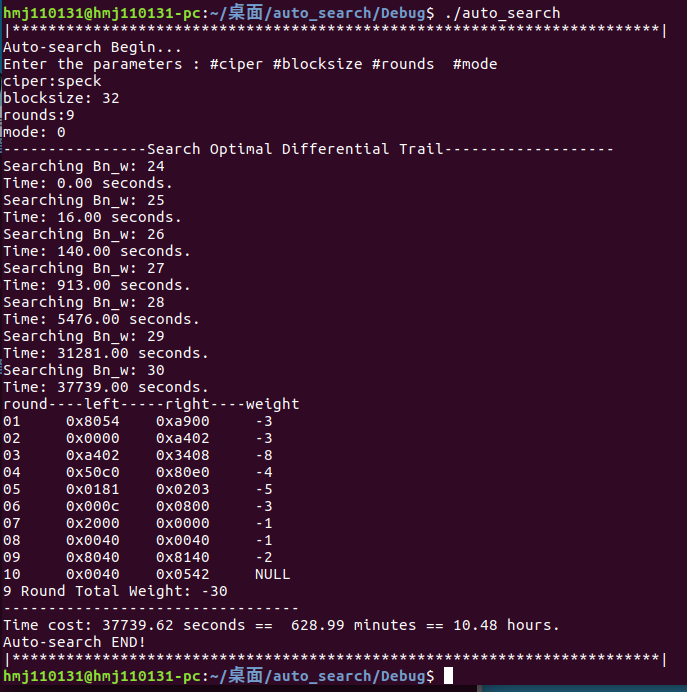 hmj110131@hmj110131-pc:~/桌面/auto_search/Debug$ ./auto_search
|*************************************************************************|
Auto-search Begin...
Enter the parameters : #ciper #blocksize #rounds  #mode
ciper:speck
blocksize: 32
rounds:9
mode: 0
----------------Search Optimal Differential Trail-------------------
Searching Bn_w: 24
Time: 0.00 seconds.
Searching Bn_w: 25
Time: 16.00 seconds.
Searching Bn_w: 26
Time: 140.00 seconds.
Searching Bn_w: 27
Time: 913.00 seconds.
Searching Bn_w: 28
Time: 5476.00 seconds.
Searching Bn_w: 29
Time: 31281.00 seconds.
Searching Bn_w: 30
Time: 37739.00 seconds.
round----left-----right----weight
01     0x8054    0xa900     -3
02     0x0000    0xa402     -3
03     0xa402    0x3408     -8
04     0x50c0    0x80e0     -4
05     0x0181    0x0203     -5
06     0x000c    0x0800     -3
07     0x2000    0x0000     -1
08     0x0040    0x0040     -1
09     0x8040    0x8140     -2
10     0x0040    0x0542     NULL
9 Round Total Weight: -30
---------------------------------
Time cost: 37739.62 seconds ==  628.99 minutes == 10.48 hours.
Auto-search END!
|*************************************************************************|
hmj110131@hmj110131-pc:~/桌面/auto_search/Debug$